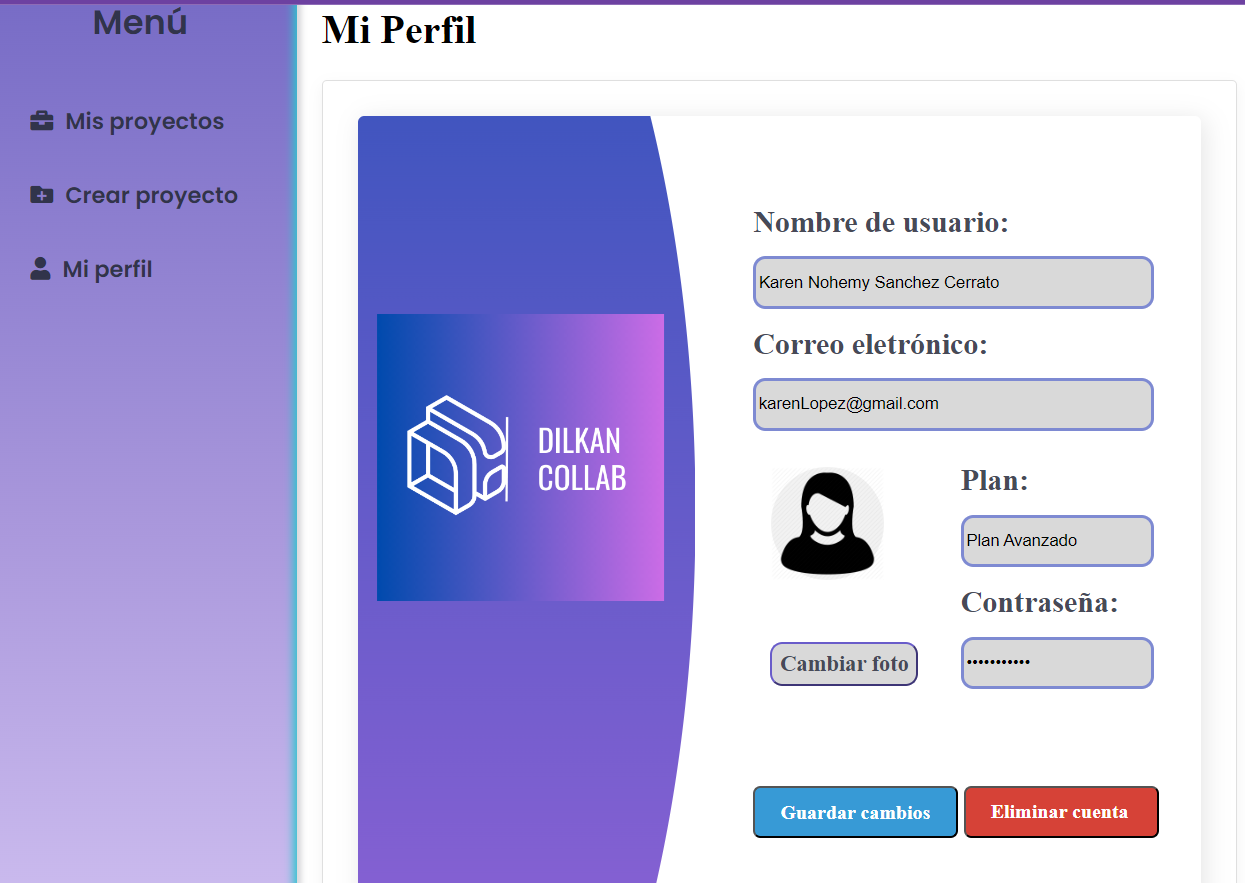 Menú
Mis proyectos
Crear proyecto
Mi perfil
Mi Perfil
DILKAN
COLLAB
Nombre de usuario:
Karen Nohemy Sanchez Cerrato
Correo eletrónico:
karenLopez@gmail.com
Plan:
Plan Avanzado
Contraseña:
•••••••••••
Cambiar foto
Guardar cambios
Eliminar cuenta